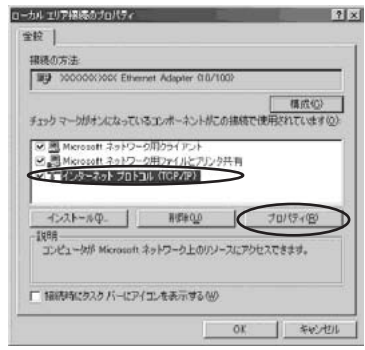 ローカル エリア接続のプロパティ
全般
接続の方法:
XXXXXXXXXX Ethernet Adapter (10/100)
構成(C)
チェック マークがオンになっているコンポーネントがこの接続で使用されています(O):
Microsoft ネットワーク用クライアント
Microsoft ネットワーク用ファイルとプリンタ共有
インターネット プロトコル (TCP/IP)
インストール(I)...
削除(U)
プロパティ(R)
説明
コンピュータが Microsoft ネットワーク上のリソースにアクセスできます。
接続時にタスク バーにアイコンを表示する(W)
OK
キャンセル